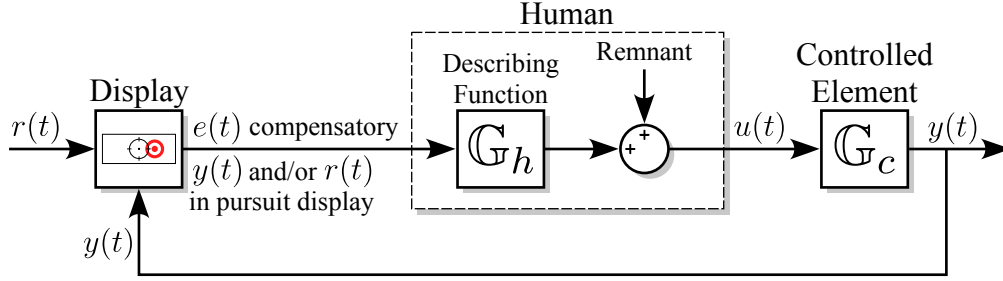 Human
Display
r(t)
e(t) compensatory
y(t) and/or r(t)
in pursuit display
y(t)
Describing
Function
𝔾h
Remnant
+
+
u(t)
Controlled
Element
𝔾c
y(t)